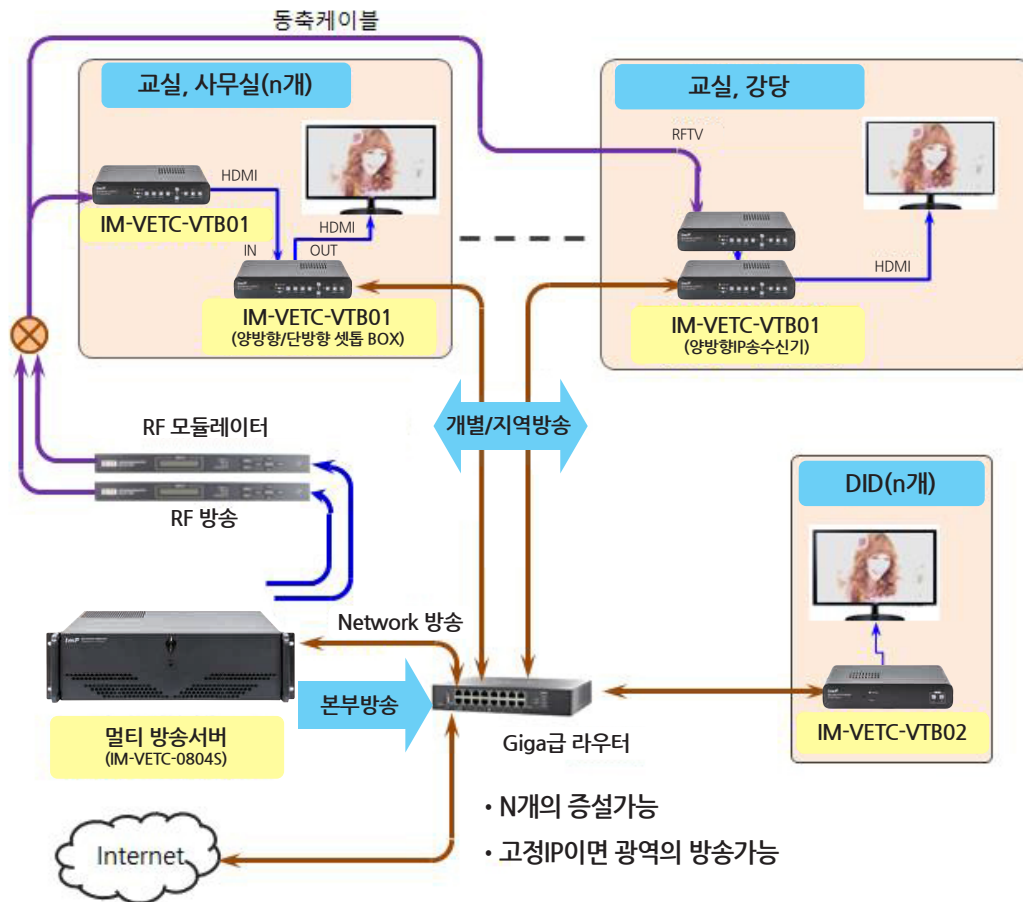 동축케이블
교실, 사무실(n개)
HDMI
IM-VETC-VTB01
HDMI
IN
OUT
IM-VETC-VTB01
(양방향/단방향 셋톱 BOX)
교실, 강당
RFTV
HDMI
IM-VETC-VTB01
(양방향IP송수신기)
개별/지역방송
RF 모듈레이터
RF 방송
DID(n개)
IM-VETC-VTB02
Network 방송
본부방송
멀티 방송서버
(IM-VETC-0804S)
Giga급 라우터
Internet
• N개의 증설가능
• 고정IP이면 광역의 방송가능